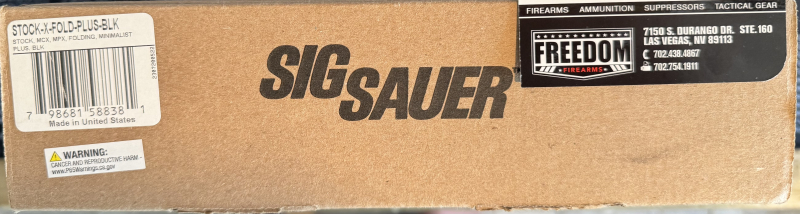 STOCK-X-FOLD-PLUS-BLK
STOCK, MCX, MPX, FOLDING, MINIMALIST
PLUS, BLK
7 98681 58838 1
Made in United States
WARNING:
CANCER AND REPRODUCTIVE HARM -
www.P65Warnings.ca.gov
SIG SAUER
FIREARMS AMMUNITION SUPPRESSORS TACTICAL GEAR
FREEDOM
FIREARMS
7150 S. DURANGO DR. STE.160
LAS VEGAS, NV 89113
702.438.4867
702.754.1911